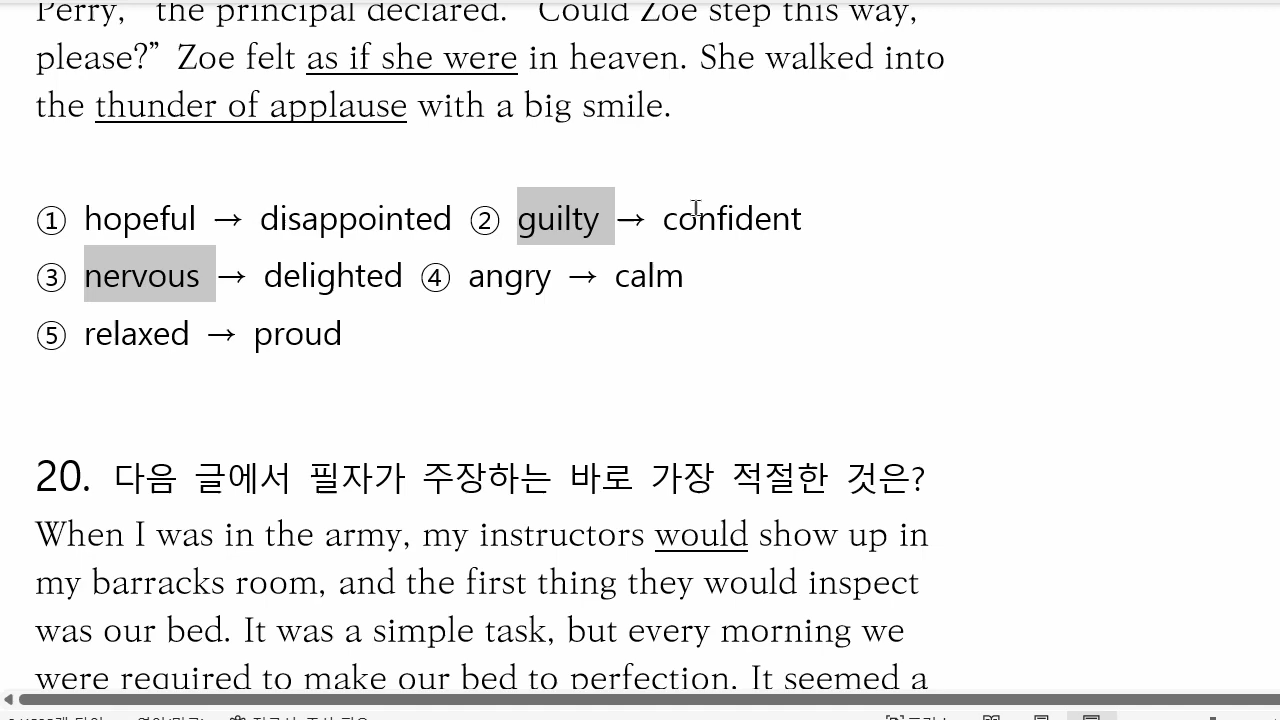 Perry," "the principal declared. "Could Zoe step this way,
please?" Zoe felt as if she were in heaven. She walked into
the thunder of applause with a big smile.
① hopeful → disappointed ② guilty → confident
③ nervous → delighted ④ angry → calm
⑤ relaxed → proud
20. 다음 글에서 필자가 주장하는 바로 가장 적절한 것은?
When I was in the army, my instructors would show up in
my barracks room, and the first thing they would inspect
was our bed. It was a simple task, but every morning we
were required to make our bed to perfection. It seemed a